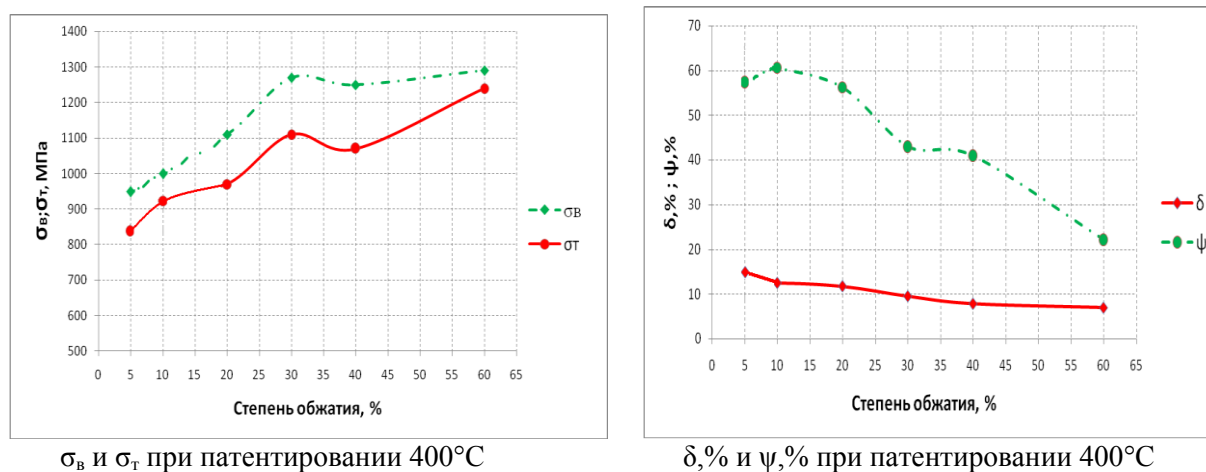 1400
1300
1200
1100
1000
900
800
700
600
500
0 5 10 15 20 25 30 35 40 45 50 55 60 65
σв;σт, МПа
Степень обжатия, %
σв
σт
σв и σт при патентировании 400°С
70
60
50
40
30
20
10
0
0 5 10 15 20 25 30 35 40 45 50 55 60 65
δ,% ; ψ,%
Степень обжатия, %
δ
ψ
δ,% и ψ,% при патентировании 400°С